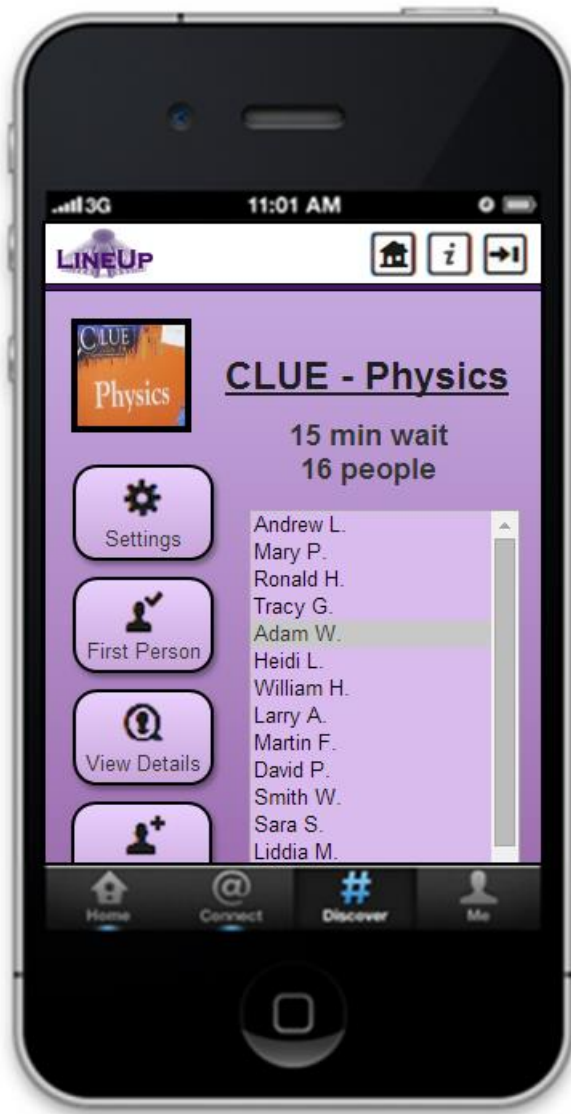 3G 11:01 AM
LINEUP
i
CLUE
Physics
CLUE - Physics
15 min wait
16 people
Settings
First Person
View Details
Andrew L.
Mary P.
Ronald H.
Tracy G.
Adam W.
Heidi L.
William H.
Larry A.
Martin F.
David P.
Smith W.
Sara S.
Liddia M.
@ #
Home Connect Discover Me